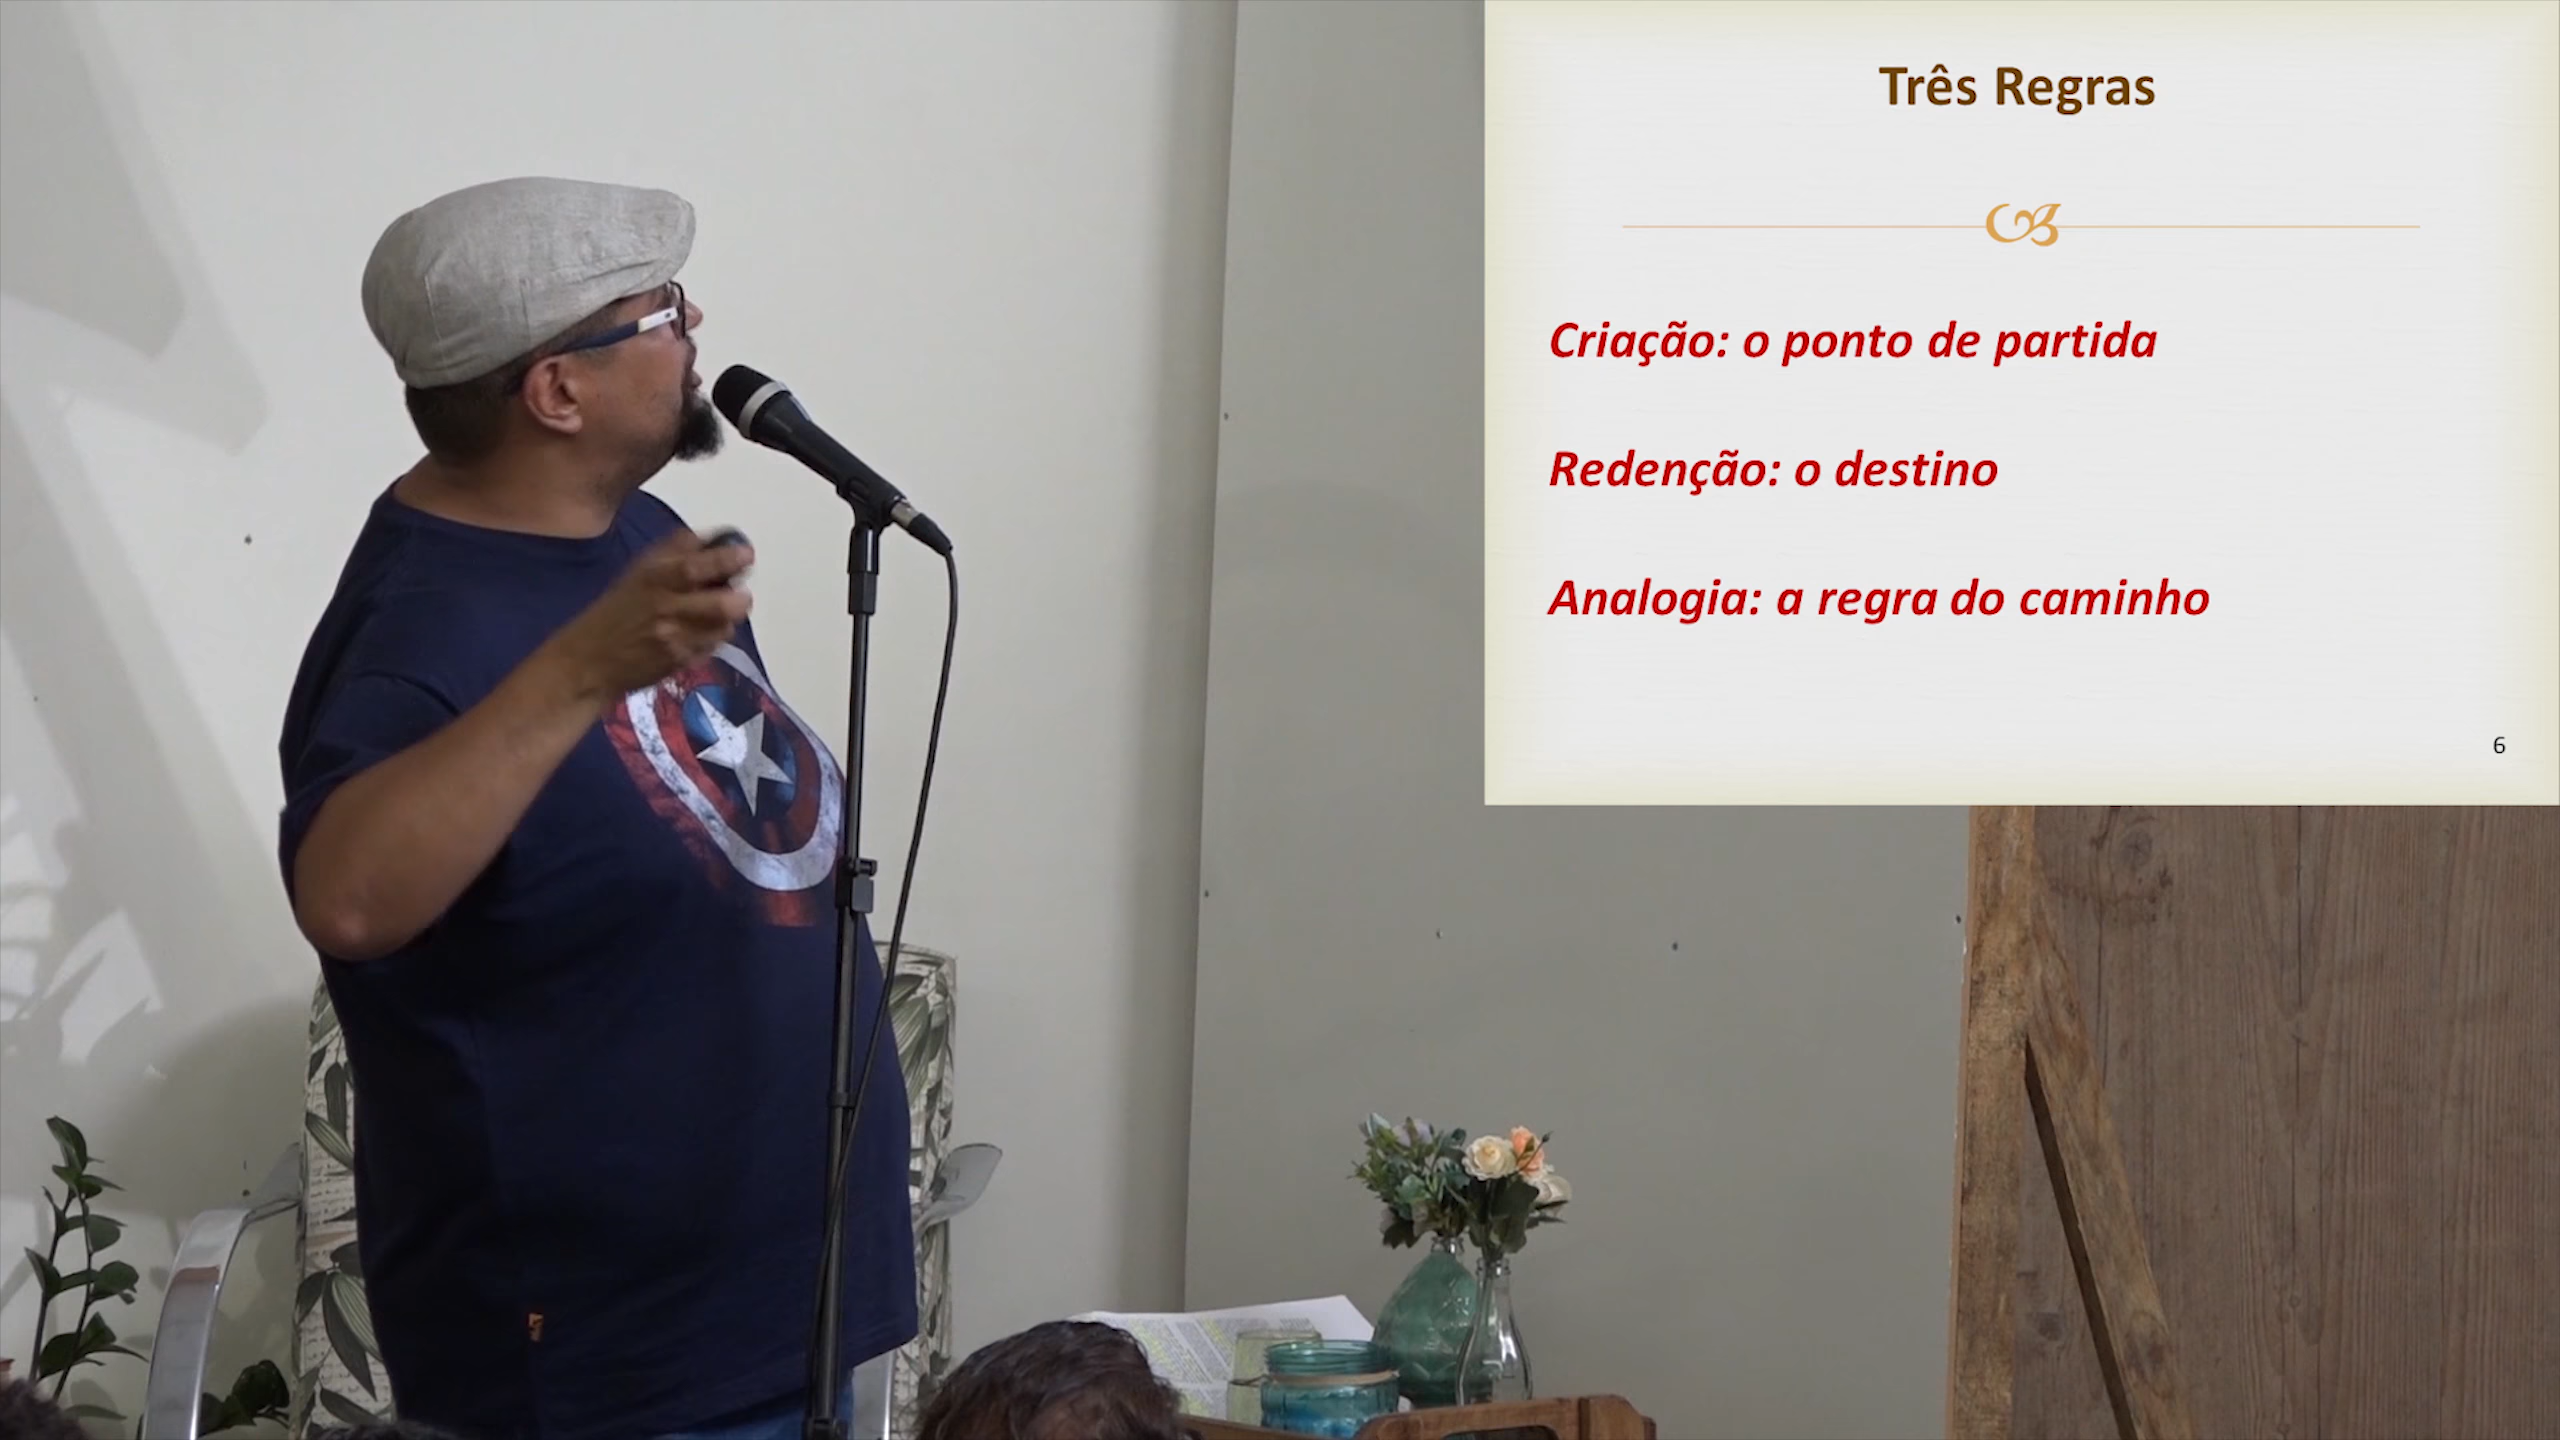 Três Regras
Criação: o ponto de partida
Redenção: o destino
Analogia: a regra do caminho
6